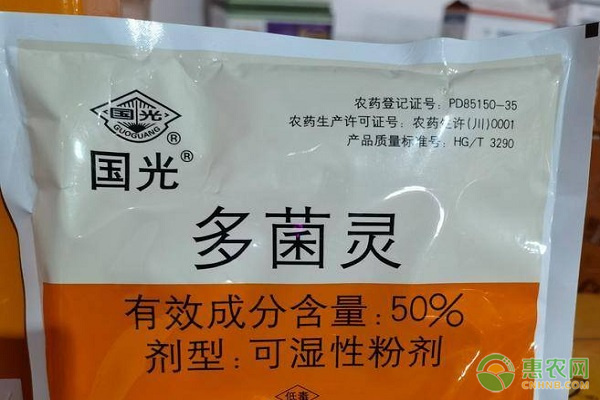 农药登记证号：PD85150-35
农药生产许可证号：农药生许(川)0001
产品质量标准号：HG/T 3290
国光
GUOGUANG ®
国光®
多菌灵
有效成分含量：50%
剂型：可湿性粉剂
低毒
惠农网
CNHNB.COM